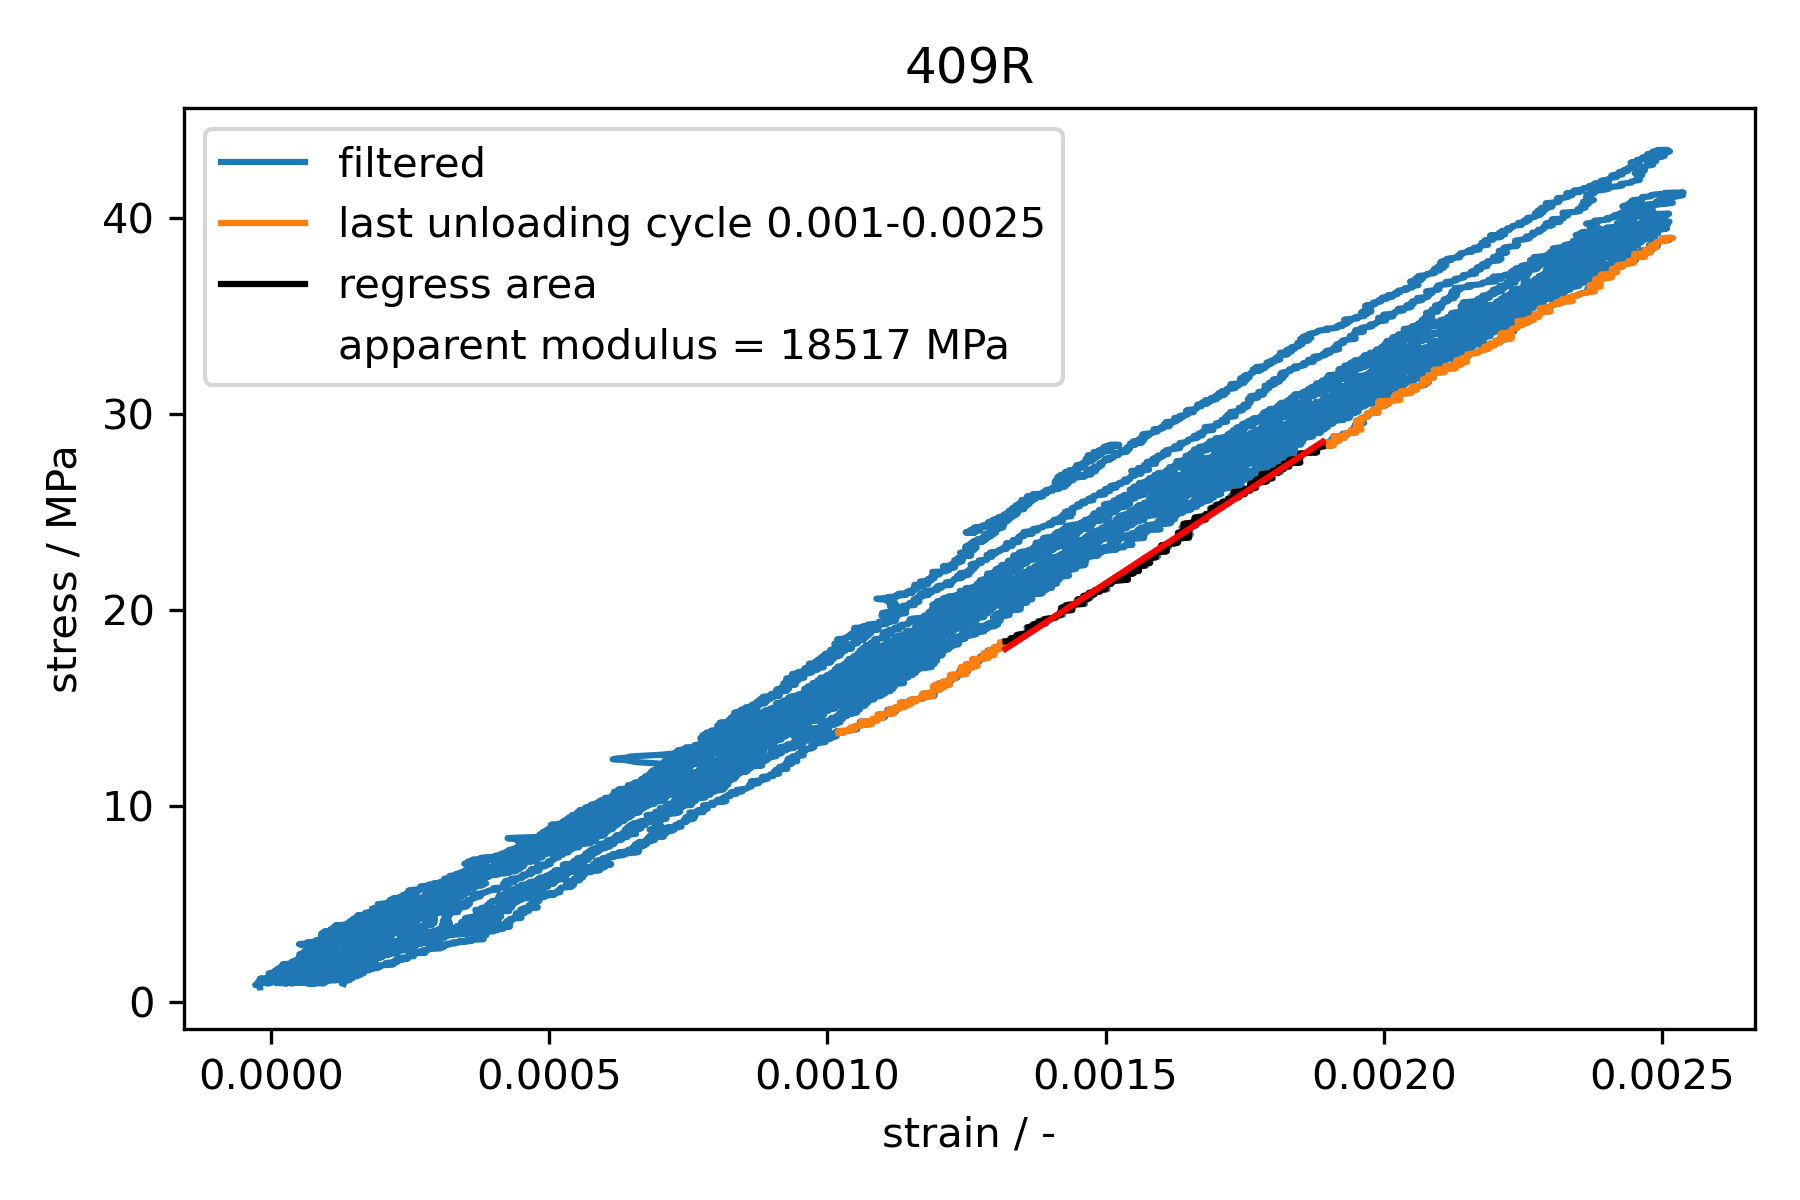 409R
filtered
last unloading cycle 0.001-0.0025
regress area
apparent modulus = 18517 MPa
stress / MPa
40
30
20
10
0
0.0000 0.0005 0.0010 0.0015 0.0020 0.0025
strain / -